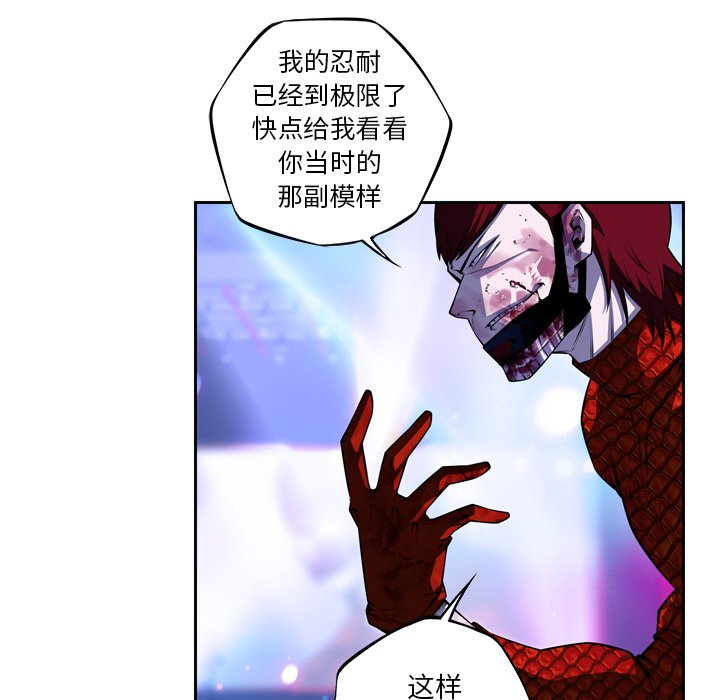 我的忍耐
已经到极限了
快点给我看看
你当时的
那副模样
这样